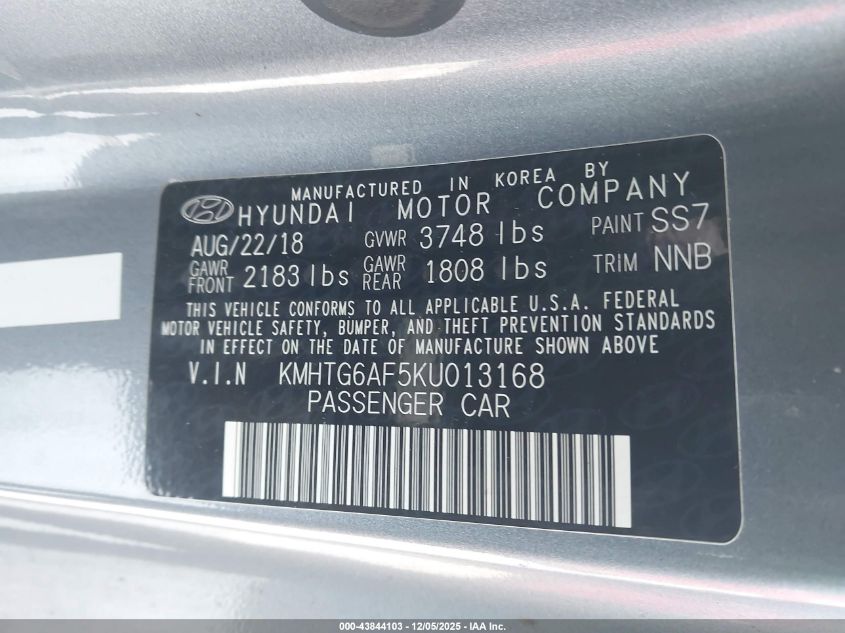 MANUFACTURED IN KOREA BY
HYUNDAI MOTOR COMPANY
AUG/22/18 GVWR 3748 lbs PAINT SS7
GAWR FRONT 2183 lbs GAWR REAR 1808 lbs TRIM NNB
THIS VEHICLE CONFORMS TO ALL APPLICABLE U.S.A. FEDERAL
MOTOR VEHICLE SAFETY, BUMPER, AND THEFT PREVENTION STANDARDS
IN EFFECT ON THE DATE OF MANUFACTURE SHOWN ABOVE
V.I.N KMHTG6AF5KU013168
PASSENGER CAR
000-43844103 - 12/05/2025 - IAA Inc.